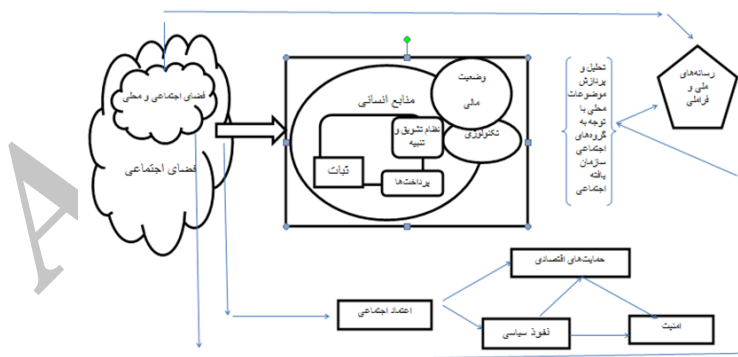 فضای اجتماعی و محلی
فضای اجتماعی
منابع انسانی
وضعیت
مالی
تکنولوژی
نظام تشویق و
تنبیه
ثبات
پرداخت‌ها
تحلیل و
پردازش
موضوعات
محلی با
توجه به
گروه‌های
اجتماعی
سازمان
یافته
اجتماعی
رسانه‌های
ملی و
فراملی
حمایت‌های اقتصادی
اعتماد اجتماعی
نفوذ سیاسی
امنیت
A